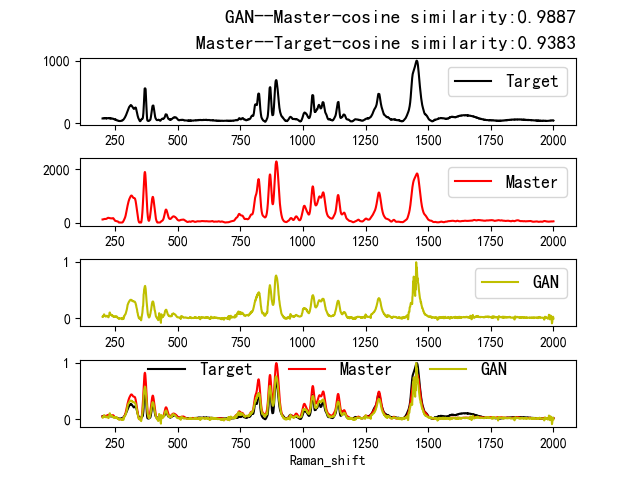 GAN--Master-cosine similarity:0.9887
Master--Target-cosine similarity:0.9383
1000
0
Target
250 500 750 1000 1250 1500 1750 2000
2000
0
Master
250 500 750 1000 1250 1500 1750 2000
1
0
GAN
250 500 750 1000 1250 1500 1750 2000
1
0
Target Master GAN
250 500 750 1000 1250 1500 1750 2000
Raman_shift